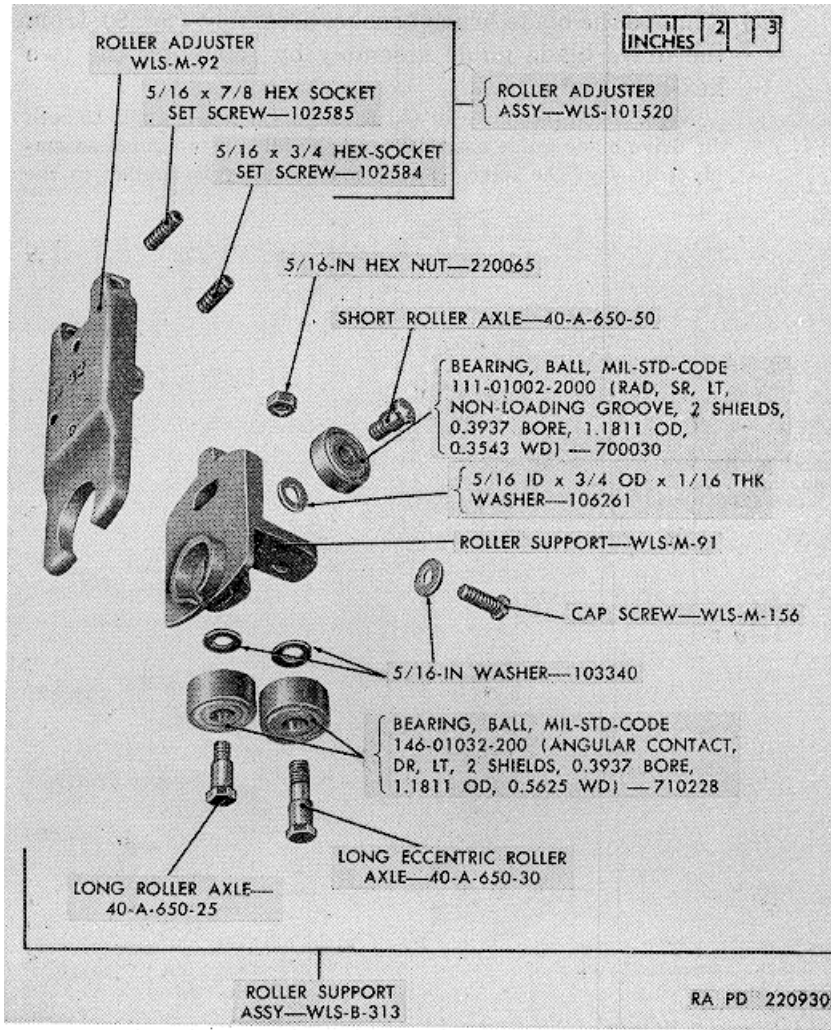 ROLLER ADJUSTER
WLS-M-92
5/16 x 7/8 HEX SOCKET
SET SCREW—102585
5/16 x 3/4 HEX-SOCKET
SET SCREW—102584
INCHES 1 2 3
ROLLER ADJUSTER
ASSY—WLS-101520
5/16-IN HEX NUT—220065
SHORT ROLLER AXLE—40-A-650-50
BEARING, BALL, MIL-STD-CODE
111-01002-2000 (RAD, SR, LT,
NON-LOADING GROOVE, 2 SHIELDS,
0.3937 BORE, 1.1811 OD,
0.3543 WD) — 700030
5/16 ID x 3/4 OD x 1/16 THK
WASHER—106261
ROLLER SUPPORT—WLS-M-91
CAP SCREW—WLS-M-156
5/16-IN WASHER—103340
BEARING, BALL, MIL-STD-CODE
146-01032-200 (ANGULAR CONTACT,
DR, LT, 2 SHIELDS, 0.3937 BORE,
1.1811 OD, 0.5625 WD) — 710228
LONG ECCENTRIC ROLLER
AXLE—40-A-650-30
LONG ROLLER AXLE—
40-A-650-25
ROLLER SUPPORT
ASSY—WLS-B-313
RA PD 220930